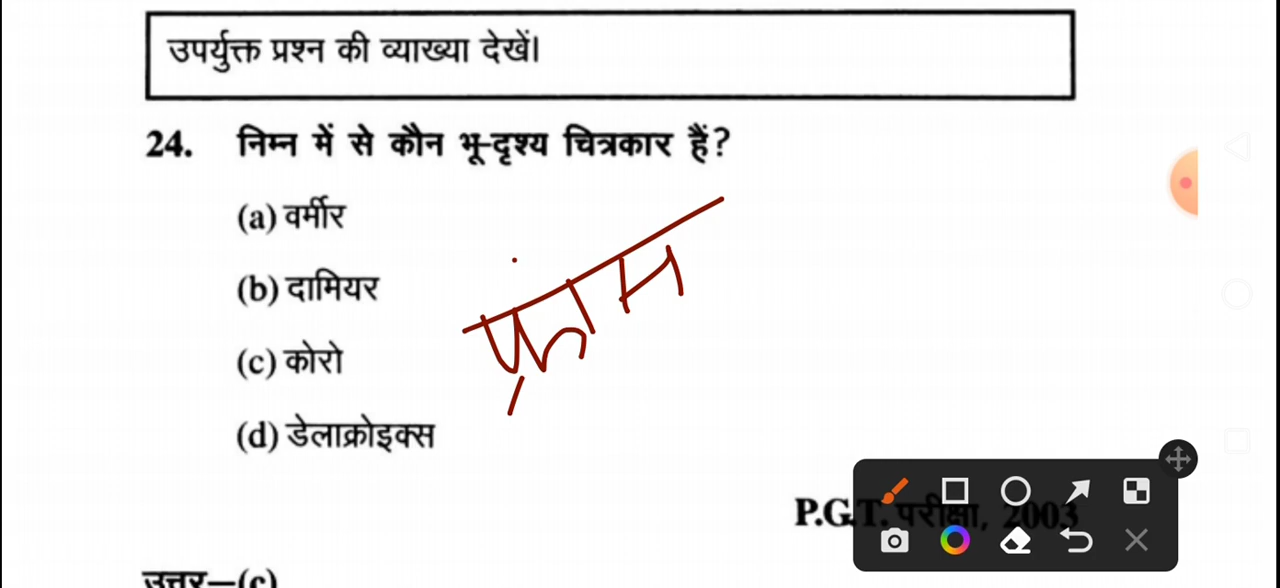 उपर्युक्त प्रश्न की व्याख्या देखें।
24. निम्न में से कौन भू-दृश्य चित्रकार हैं?
(a) वर्मीर
(b) दामियर
(c) कोरो
(d) डेलाक्रोइक्स
P.G.T. परीक्षा, 2003
उत्तर–(c)